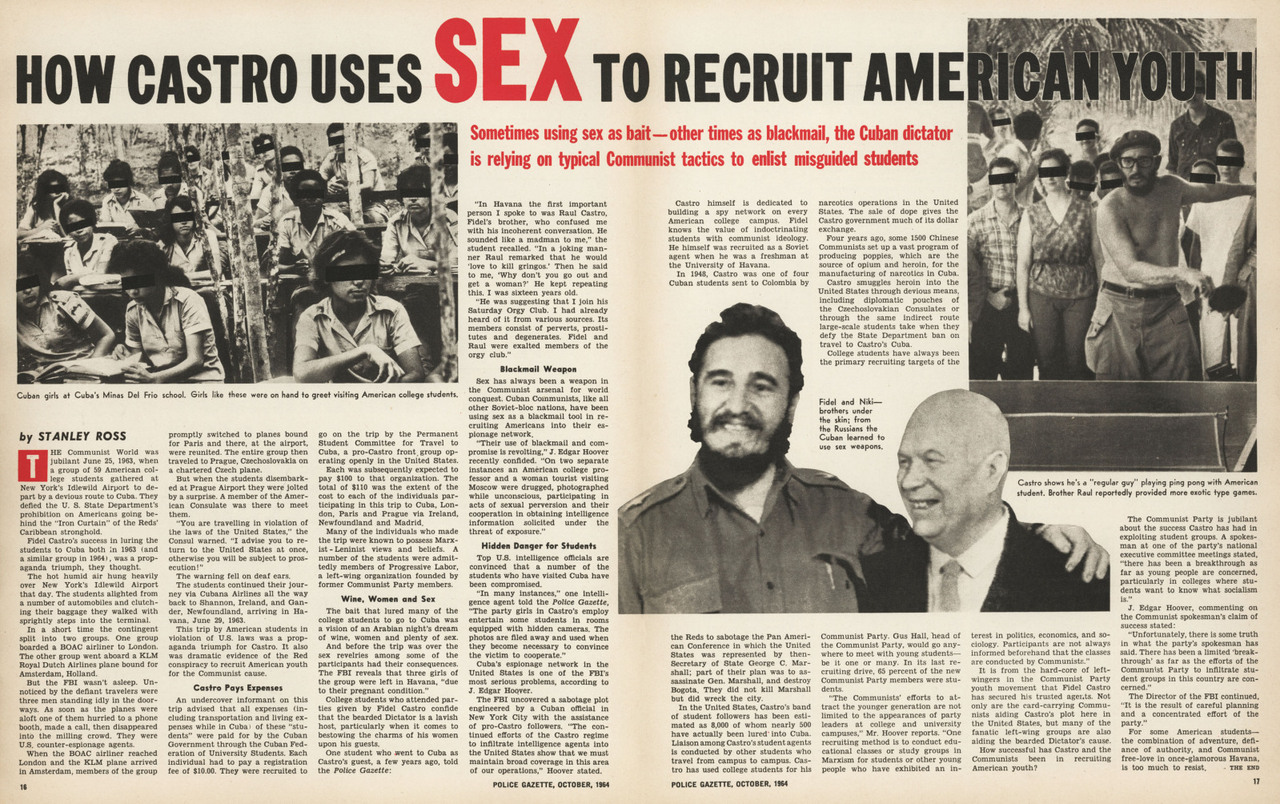 HOW CASTRO USES SEX TO RECRUIT AMERICAN YOUTH
Sometimes using sex as bait—other times as blackmail, the Cuban dictator
is relying on typical Communist tactics to enlist misguided students
Cuban girls at Cuba's Minas Del Frio school. Girls like these were on hand to greet visiting American college students.
by STANLEY ROSS
THE Communist World was
jubilant June 25, 1963, when
a group of 59 American col-
lege students gathered at
New York's Idlewild Airport to de-
part by a devious route to Cuba. They
defied the U. S. State Department's
prohibition on Americans going be-
hind the "Iron Curtain" of the Reds'
Caribbean stronghold.
Fidel Castro's success in luring the
students to Cuba both in 1963 (and
a similar group in 1964), was a prop-
aganda triumph, they thought.
The hot humid air hung heavily
over New York's Idlewild Airport
that day. The students alighted from
a number of automobiles and clutch-
ing their baggage they walked with
sprightly steps into the terminal.
In a short time the contingent
split into two groups. One group
boarded a BOAC airliner to London.
The other group went aboard a KLM
Royal Dutch Airlines plane bound for
Amsterdam, Holland.
But the FBI wasn't asleep. Un-
noticed by the defiant travelers were
three men standing idly in the door-
ways. As soon as the planes were
aloft one of them hurried to a phone
booth, made a call, then disappeared
into the milling crowd. They were
U.S. counter-espionage agents.
When the BOAC airliner reached
London and the KLM plane arrived
in Amsterdam, members of the group
promptly switched to planes bound
for Paris and there, at the airport,
were reunited. The entire group then
traveled to Prague, Czechoslovakia on
a chartered Czech plane.
But when the students disembark-
ed at Prague Airport they were jolted
by a surprise. A member of the Amer-
ican Consulate was there to meet
them.
"You are travelling in violation of
the laws of the United States," the
Consul warned. "I advise you to re-
turn to the United States at once,
otherwise you will be subject to pros-
ecution!"
The warning fell on deaf ears.
The students continued their jour-
ney via Cubana Airlines all the way
back to Shannon, Ireland, and Gan-
der, Newfoundland, arriving in Ha-
vana, June 29, 1963.
This trip by American students in
violation of U.S. laws was a prop-
aganda triumph for Castro. It also
was dramatic evidence of the Red
conspiracy to recruit American youth
for the Communist cause.
Castro Pays Expenses
An undercover informant on this
trip advised that all expenses (in-
cluding transportation and living ex-
penses while in Cuba) of these "stu-
dents" were paid for by the Cuban
Government through the Cuban Fed-
eration of University Students. Each
individual had to pay a registration
fee of $10.00. They were recruited to
go on the trip by the Permanent
Student Committee for Travel to
Cuba, a pro-Castro front group op-
erating openly in the United States.
Each was subsequently expected to
pay $100 to that organization. The
total of $110 was the extent of the
cost to each of the individuals par-
ticipating in this trip to Cuba, Lon-
don, Paris and Prague via Ireland,
Newfoundland and Madrid.
Many of the individuals who made
the trip were known to possess Marx-
ist-Leninist views and beliefs. A
number of the students were admit-
tedly members of Progressive Labor,
a left-wing organization founded by
former Communist Party members.
Wine, Women and Sex
The bait that lured many of the
college students to go to Cuba was
a vision of an Arabian night's dream
of wine, women and plenty of sex.
And before the trip was over the
sex revelries among some of the
participants had their consequences.
The FBI reveals that three girls of
the group were left in Havana, "due
to their pregnant condition."
College students who attended par-
ties given by Fidel Castro confide
that the bearded Dictator is a lavish
host, particularly when it comes to
bestowing the charms of his women
upon his guests.
One student who went to Cuba as
Castro's guest, a few years ago, told
the Police Gazette:
"In Havana the first important
person I spoke to was Raul Castro,
Fidel's brother, who confused me
with his incoherent conversation. He
sounded like a madman to me," the
student recalled. "In a joking man-
ner Raul remarked that he would
'love to kill gringos.' Then he said
to me, 'Why don't you go out and
get a woman?' He kept repeating
this. I was sixteen years old.
"He was suggesting that I join his
Saturday Orgy Club. I had already
heard of it from various sources. Its
members consist of perverts, prosti-
tutes and degenerates. Fidel and
Raul were exalted members of the
orgy club."
Blackmail Weapon
Sex has always been a weapon in
the Communist arsenal for world
conquest. Cuban Communists, like all
other Soviet-bloc nations, have been
using sex as a blackmail tool in re-
cruiting Americans into their es-
pionage network.
"Their use of blackmail and com-
promise is revolting," J. Edgar Hoover
recently confided. "On two separate
instances an American college pro-
fessor and a woman tourist visiting
Moscow were drugged, photographed
while unconscious, participating in
acts of sexual perversion and their
cooperation in obtaining intelligence
information solicited under the
threat of exposure."
Hidden Danger for Students
Top U.S. intelligence officials are
convinced that a number of the
students who have visited Cuba have
been compromised.
"In many instances," one intelli-
gence agent told the Police Gazette,
"The party girls in Castro's employ
entertain some students in rooms
equipped with hidden cameras. The
photos are filed away and used when
they become necessary to convince
the victim to cooperate."
Cuba's espionage network in the
United States is one of the FBI's
most serious problems, according to
J. Edgar Hoover.
The FBI uncovered a sabotage plot
engineered by a Cuban official in
New York City with the assistance
of pro-Castro followers. "The con-
tinued efforts of the Castro regime
to infiltrate intelligence agents into
the United States show that we must
maintain broad coverage in this area
of our operations," Hoover stated.
16
POLICE GAZETTE, OCTOBER, 1964
Castro himself is dedicated to
building a spy network on every
American college campus. Fidel
knows the value of indoctrinating
students with communist ideology.
He himself was recruited as a Soviet
agent when he was a freshman at
the University of Havana.
In 1948, Castro was one of four
Cuban students sent to Colombia by
the Reds to sabotage the Pan Ameri-
can Conference in which the United
States was represented by then-
Secretary of State George C. Mar-
shall; part of their plan was to as-
sassinate Gen. Marshall, and destroy
Bogota. They did not kill Marshall
but did wreck the city.
In the United States, Castro's band
of student followers has been esti-
mated as 8,000 of whom nearly 500
have actually been lured into Cuba.
Liaison among Castro's student agents
is conducted by other students who
travel from campus to campus. Cas-
tro has used college students for his
narcotics operations in the United
States. The sale of dope gives the
Castro government much of its dollar
exchange.
Four years ago, some 1500 Chinese
Communists set up a vast program of
producing poppies, which are the
source of opium and heroin, for the
manufacturing of narcotics in Cuba.
Castro smuggles heroin into the
United States through devious means,
including diplomatic pouches of
the Czechoslovakian Consulates or
through the same indirect route
large-scale students take when they
defy the State Department ban on
travel to Castro's Cuba.
College students have always been
the primary recruiting targets of the
Fidel and Niki—
brothers under
the skin; from
the Russians the
Cuban learned to
use sex weapons.
Communist Party. Gus Hall, head of
the Communist Party, would go any-
where to meet with young students—
be it one or many. In its last re-
cruiting drive, 65 percent of the new
Communist Party members were stu-
dents.
"The Communists' efforts to at-
tract the younger generation are not
limited to the appearances of party
leaders at college and university
campuses," Mr. Hoover reports. "One
recruiting method is to conduct edu-
cational classes or study groups in
Marxism for students or other young
people who have exhibited an in-
terest in politics, economics, and so-
ciology. Participants are not always
informed beforehand that the classes
are conducted by Communists."
It is from the hard-core of left-
wingers in the Communist Party
youth movement that Fidel Castro
has secured his trusted agents. Not
only are the card-carrying Commu-
nists aiding Castro's plot here in
the United States, but many of the
fanatic left-wing groups are also
aiding the bearded Dictator's cause.
How successful has Castro and the
Communists been in recruiting
American youth?
Castro shows he's a "regular guy" playing ping pong with American
student. Brother Raul reportedly provided more exotic type games.
The Communist Party is jubilant
about the success Castro has had in
exploiting student groups. A spokes-
man at one of the party's national
executive committee meetings stated,
"there has been a breakthrough as
far as young people are concerned,
particularly in colleges where stu-
dents want to know what socialism
is."
J. Edgar Hoover, commenting on
the Communist spokesman's claim of
success stated:
"Unfortunately, there is some truth
in what the party's spokesman has
said. There has been a limited 'break-
through' as far as the efforts of the
Communist Party to infiltrate stu-
dent groups in this country are con-
cerned."
The Director of the FBI continued,
"It is the result of careful planning
and a concentrated effort of the
party."
For some American students—
the combination of adventure, defi-
ance of authority, and Communist
free-love in once-glamorous Havana,
is too much to resist. - THE END
POLICE GAZETTE, OCTOBER, 1964
17